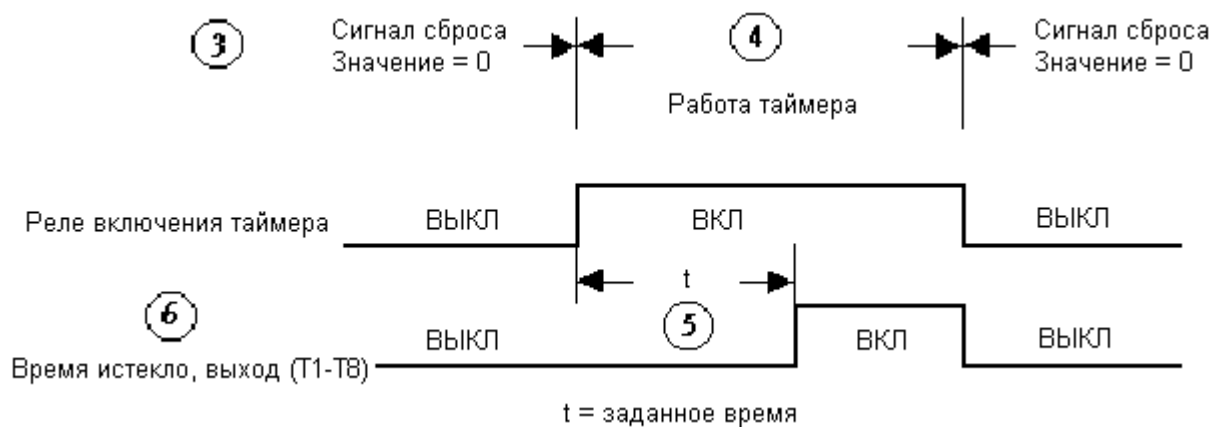 3
Сигнал сброса
Значение = 0
4
Сигнал сброса
Значение = 0
Работа таймера
Реле включения таймера
ВЫКЛ
ВКЛ
ВЫКЛ
t
6
5
ВЫКЛ
ВКЛ
ВЫКЛ
Время истекло, выход (T1-T8)
t = заданное время